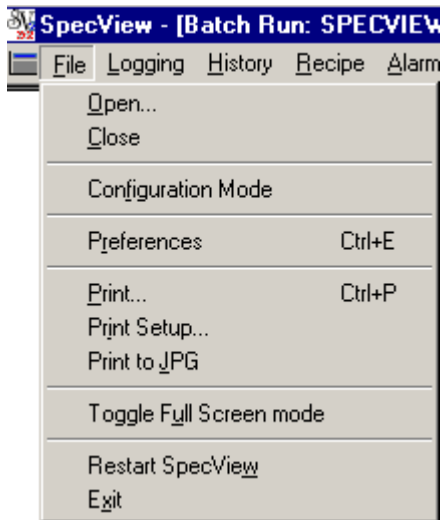 SpecView - [Batch Run: SPECVIEW
File Logging History Recipe Alarm
Open...
Close
Configuration Mode
Preferences Ctrl+E
Print... Ctrl+P
Print Setup...
Print to JPG
Toggle Full Screen mode
Restart SpecView
Exit